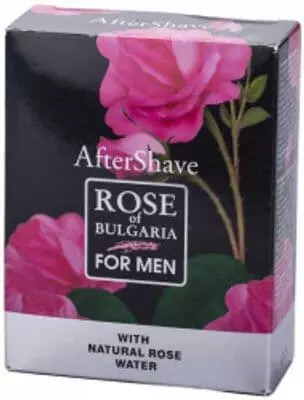 AfterShave
ROSE
of
BULGARIA
FOR MEN
WITH
NATURAL ROSE
WATER